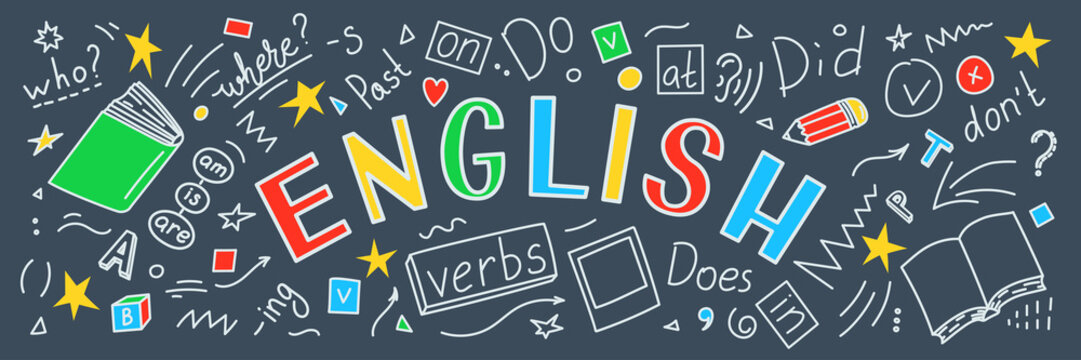 who?
where?
-s
Past
on
Do
v
at
Did
v
x
don't
ENGLISH
am
is
are
T
P
?
A
B
-ing
v
verbs
Does
in